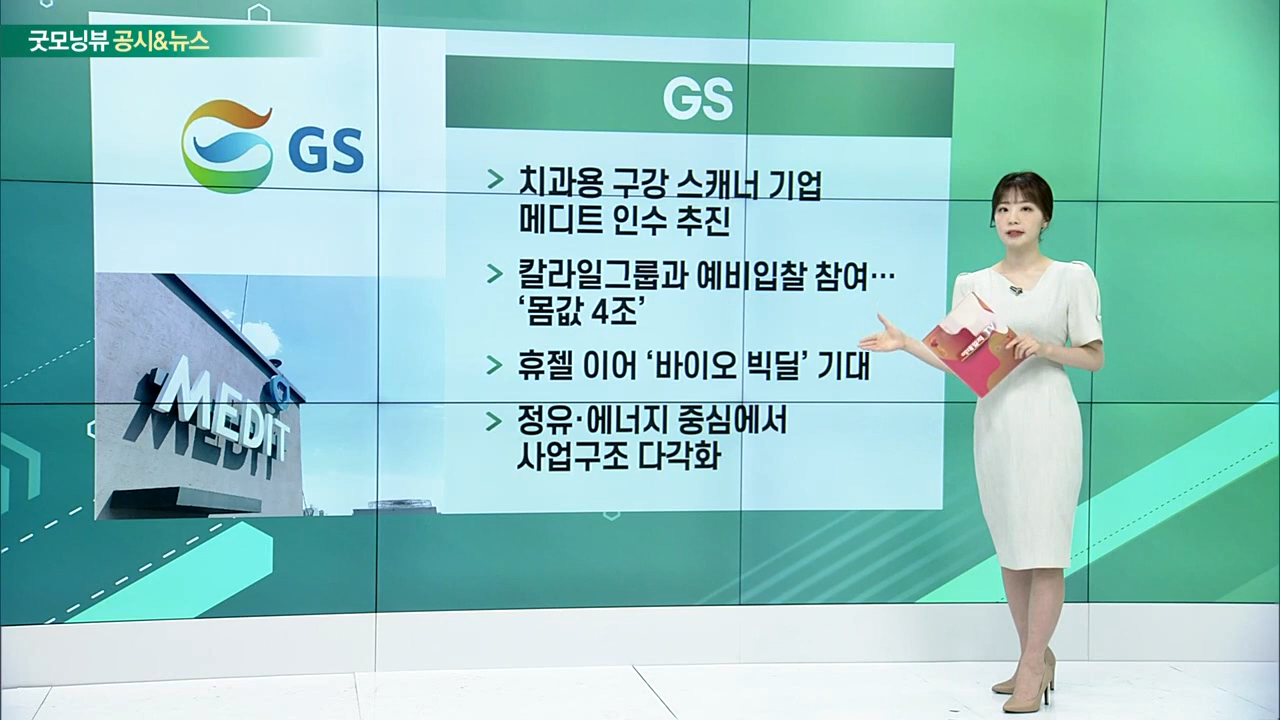 굿모닝뷰 공시&뉴스
GS
GS
> 치과용 구강 스캐너 기업
메디트 인수 추진
> 칼라일그룹과 예비입찰 참여…
‘몸값 4조’
> 휴젤 이어 ‘바이오 빅딜’ 기대
> 정유·에너지 중심에서
사업구조 다각화
MEDIT